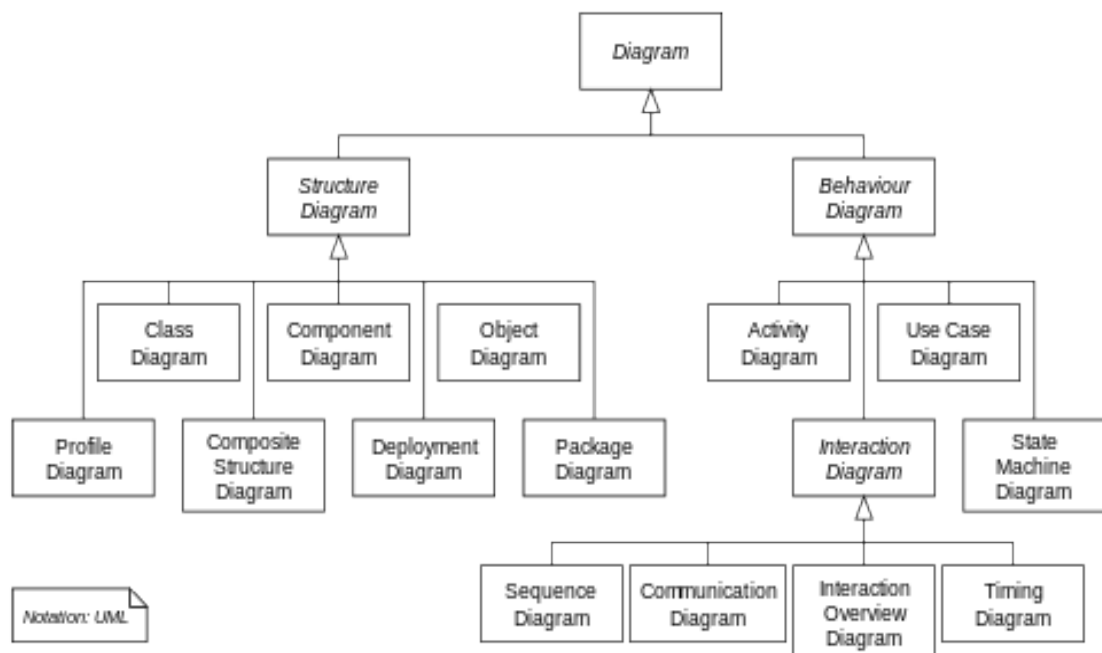 Diagram
Structure
Diagram
Behaviour
Diagram
Class
Diagram
Component
Diagram
Object
Diagram
Activity
Diagram
Use Case
Diagram
Profile
Diagram
Composite
Structure
Diagram
Deployment
Diagram
Package
Diagram
Interaction
Diagram
State
Machine
Diagram
Sequence
Diagram
Communication
Diagram
Interaction
Overview
Diagram
Timing
Diagram
Notation: UML